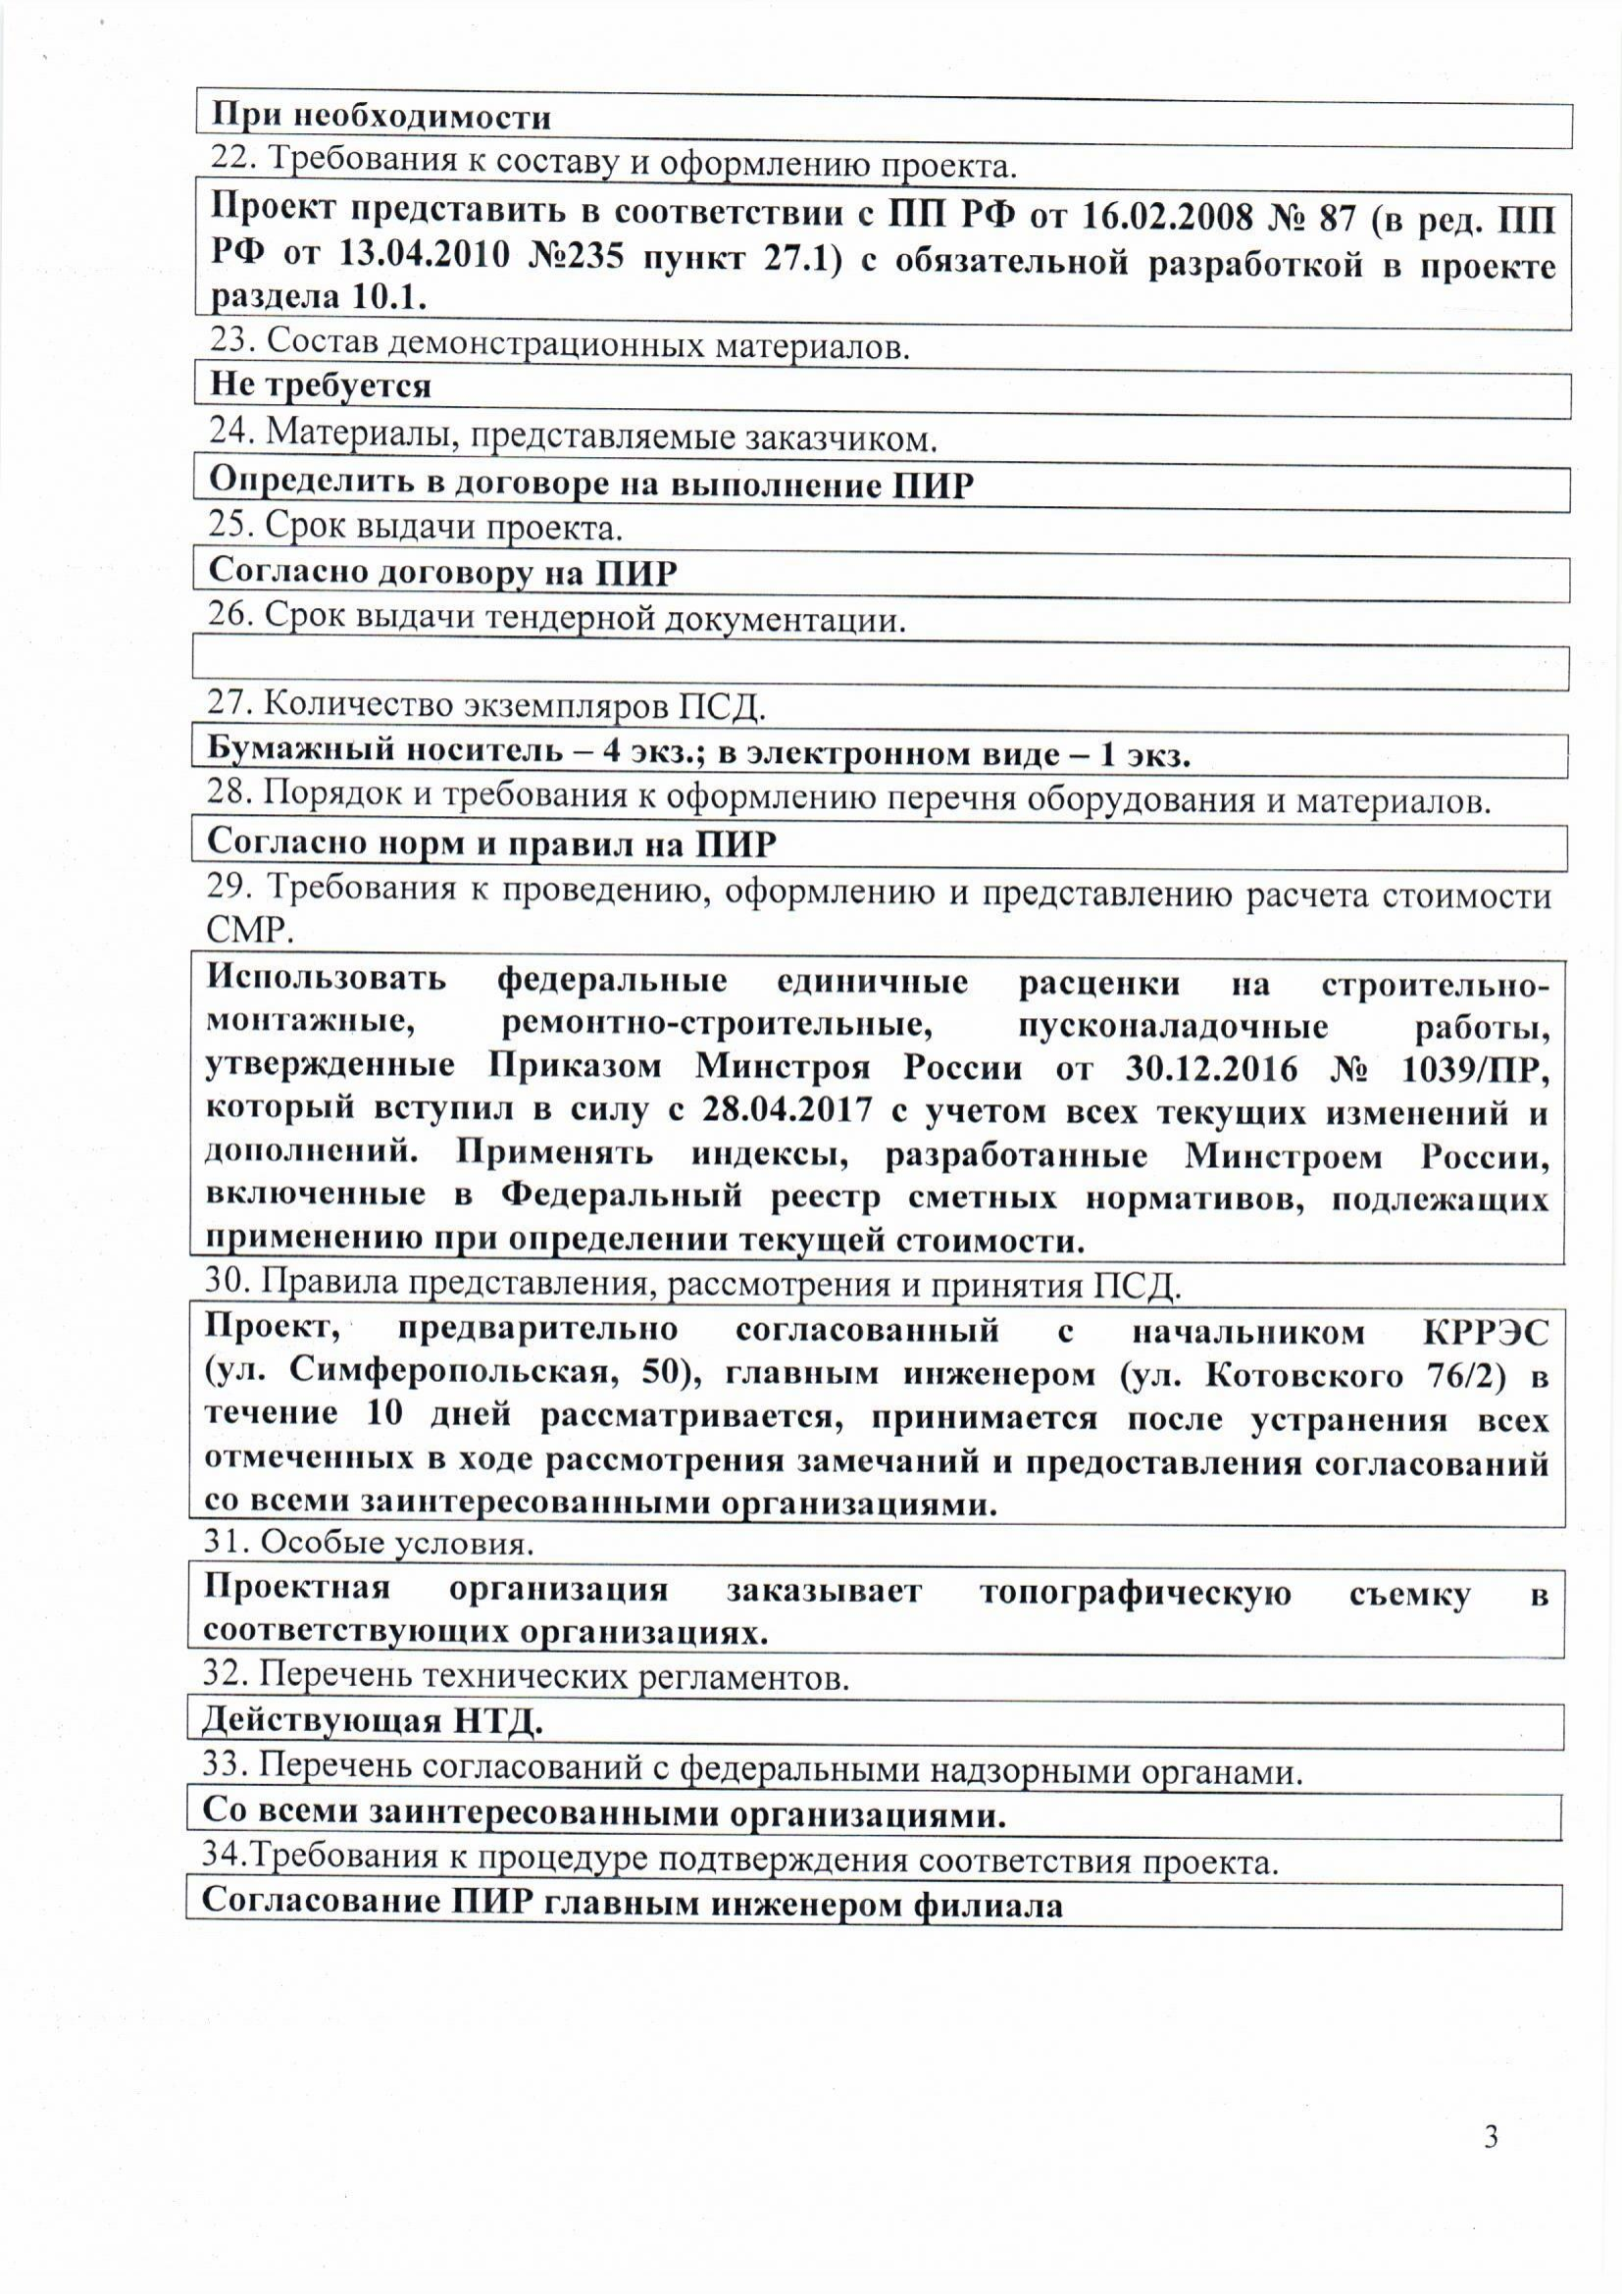 При необходимости
22. Требования к составу и оформлению проекта.
Проект представить в соответствии с ПП РФ от 16.02.2008 № 87 (в ред. ПП
РФ от 13.04.2010 №235 пункт 27.1) с обязательной разработкой в проекте
раздела 10.1.
23. Состав демонстрационных материалов.
Не требуется
24. Материалы, представляемые заказчиком.
Определить в договоре на выполнение ПИР
25. Срок выдачи проекта.
Согласно договору на ПИР
26. Срок выдачи тендерной документации.
27. Количество экземпляров ПСД.
Бумажный носитель – 4 экз.; в электронном виде – 1 экз.
28. Порядок и требования к оформлению перечня оборудования и материалов.
Согласно норм и правил на ПИР
29. Требования к проведению, оформлению и представлению расчета стоимости
СМР.
Использовать федеральные единичные расценки на строительно-
монтажные, ремонтно-строительные, пусконаладочные работы,
утвержденные Приказом Минстроя России от 30.12.2016 № 1039/ПР,
который вступил в силу с 28.04.2017 с учетом всех текущих изменений и
дополнений. Применять индексы, разработанные Минстроем России,
включенные в Федеральный реестр сметных нормативов, подлежащих
применению при определении текущей стоимости.
30. Правила представления, рассмотрения и принятия ПСД.
Проект, предварительно согласованный с начальником КРРЭС
(ул. Симферопольская, 50), главным инженером (ул. Котовского 76/2) в
течение 10 дней рассматривается, принимается после устранения всех
отмеченных в ходе рассмотрения замечаний и предоставления согласований
со всеми заинтересованными организациями.
31. Особые условия.
Проектная организация заказывает топографическую съемку в
соответствующих организациях.
32. Перечень технических регламентов.
Действующая НТД.
33. Перечень согласований с федеральными надзорными органами.
Со всеми заинтересованными организациями.
34.Требования к процедуре подтверждения соответствия проекта.
Согласование ПИР главным инженером филиала
3